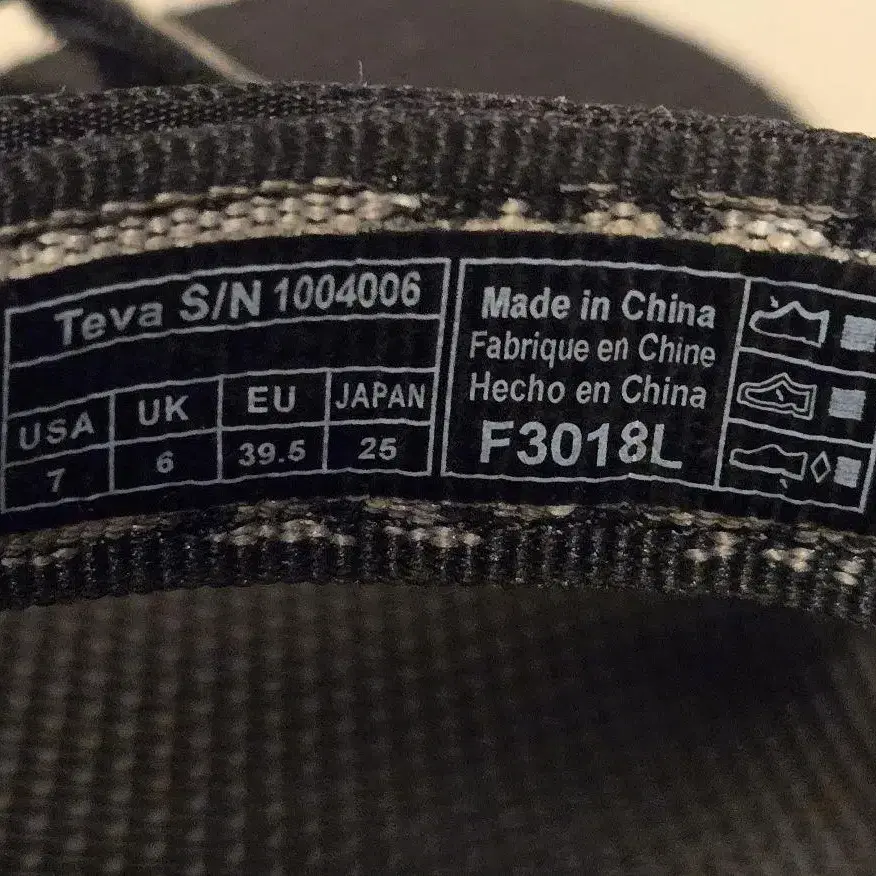 Teva S/N 1004006
USA UK EU JAPAN
7 6 39.5 25
Made in China
Fabrique en Chine
Hecho en China
F3018L